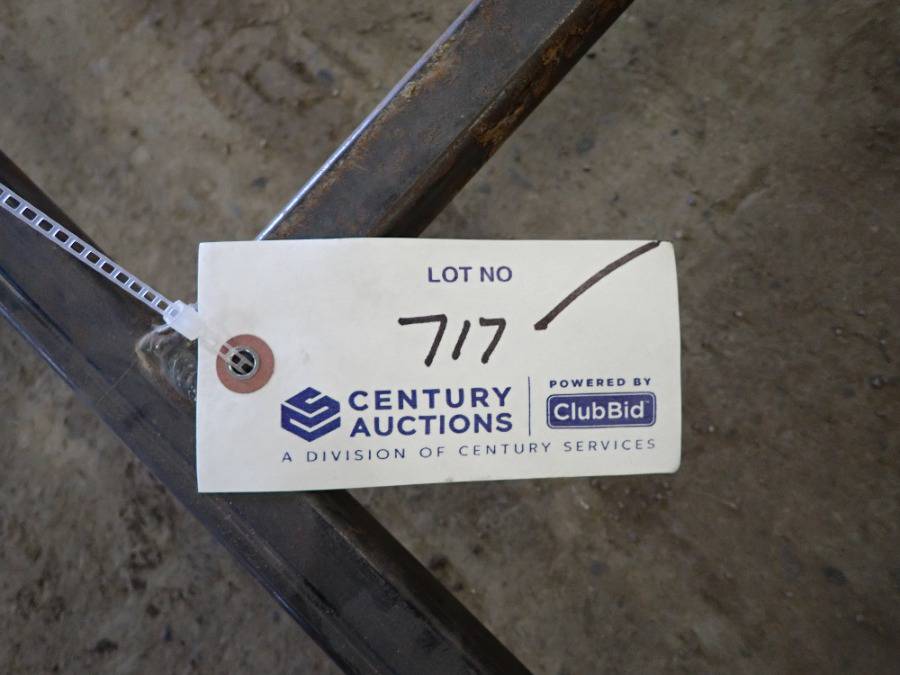 LOT NO
717
CENTURY
AUCTIONS
POWERED BY
ClubBid
A DIVISION OF CENTURY SERVICES